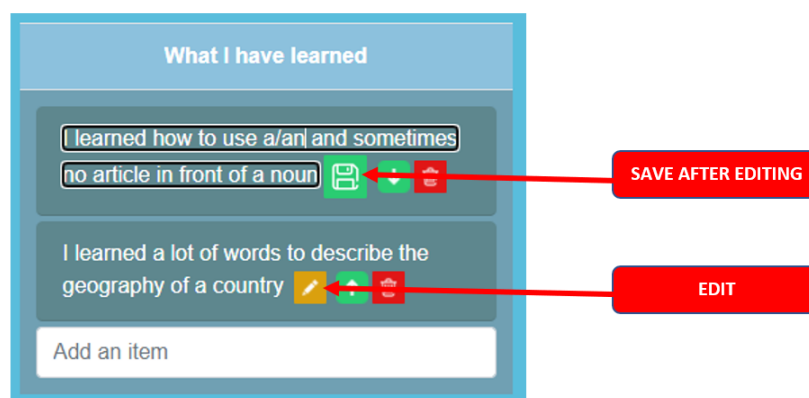 What I have learned
I learned how to use a/an and sometimes
no article in front of a noun
SAVE AFTER EDITING
I learned a lot of words to describe the
geography of a country
EDIT
Add an item